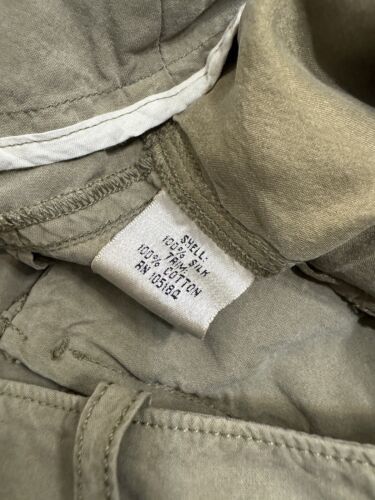 SHELL:
100% SILK
TRIM:
100% COTTON
RN 105182